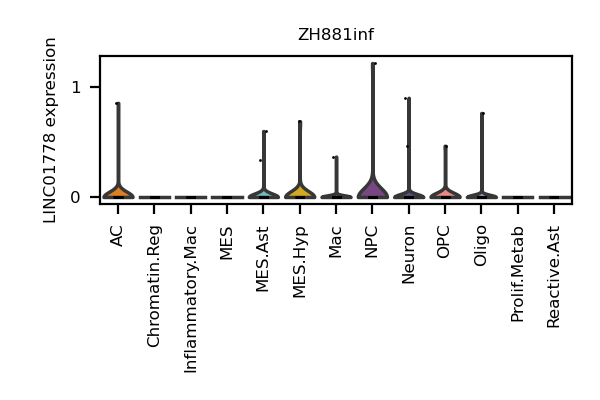 ZH881inf
LINC01778 expression
1
0
AC
Chromatin.Reg
Inflammatory.Mac
MES
MES.Ast
MES.Hyp
Mac
NPC
Neuron
OPC
Oligo
Prolif.Metab
Reactive.Ast